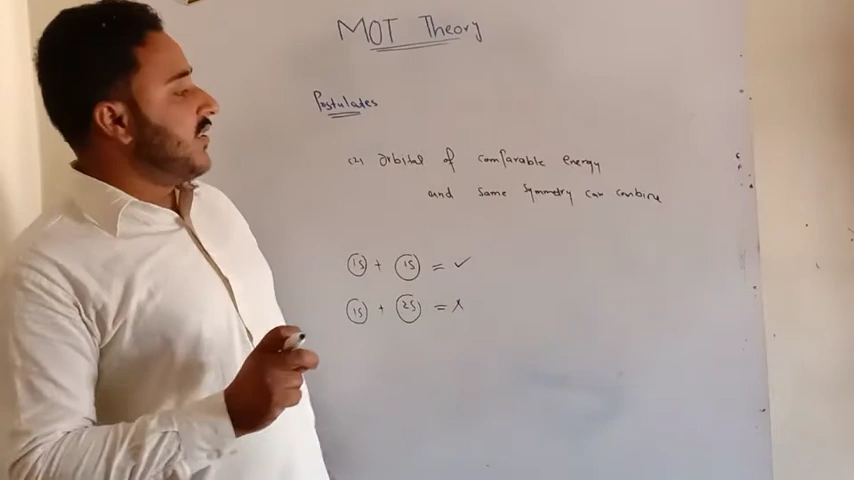 MOT Theory
Postulates
(2) orbital of comparable energy
and same symmetry can combine
1S + 1S = ✓
1S + 2S = ✗